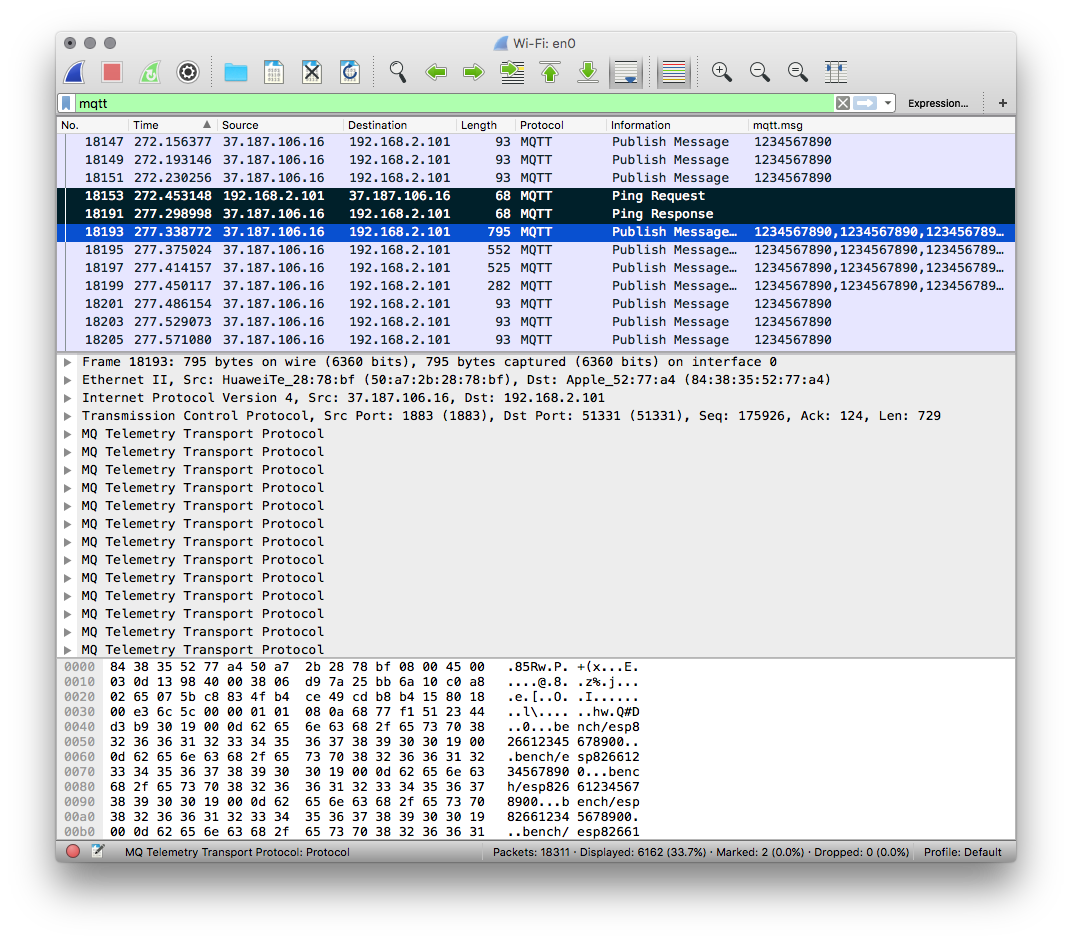 Wi-Fi: en0
mqtt
Expression...
+
No. Time Source Destination Length Protocol Information mqtt.msg
18147 272.156377 37.187.106.16 192.168.2.101 93 MQTT Publish Message 1234567890
18149 272.193146 37.187.106.16 192.168.2.101 93 MQTT Publish Message 1234567890
18151 272.230256 37.187.106.16 192.168.2.101 93 MQTT Publish Message 1234567890
18153 272.453148 192.168.2.101 37.187.106.16 68 MQTT Ping Request
18191 277.298998 37.187.106.16 192.168.2.101 68 MQTT Ping Response
18193 277.338772 37.187.106.16 192.168.2.101 795 MQTT Publish Message… 1234567890,1234567890,123456789…
18195 277.375024 37.187.106.16 192.168.2.101 552 MQTT Publish Message… 1234567890,1234567890,123456789…
18197 277.414157 37.187.106.16 192.168.2.101 525 MQTT Publish Message… 1234567890,1234567890,123456789…
18199 277.450117 37.187.106.16 192.168.2.101 282 MQTT Publish Message… 1234567890,1234567890,123456789…
18201 277.486154 37.187.106.16 192.168.2.101 93 MQTT Publish Message 1234567890
18203 277.529073 37.187.106.16 192.168.2.101 93 MQTT Publish Message 1234567890
18205 277.571080 37.187.106.16 192.168.2.101 93 MQTT Publish Message 1234567890
Frame 18193: 795 bytes on wire (6360 bits), 795 bytes captured (6360 bits) on interface 0
Ethernet II, Src: HuaweiTe_28:78:bf (50:a7:2b:28:78:bf), Dst: Apple_52:77:a4 (84:38:35:52:77:a4)
Internet Protocol Version 4, Src: 37.187.106.16, Dst: 192.168.2.101
Transmission Control Protocol, Src Port: 1883 (1883), Dst Port: 51331 (51331), Seq: 175926, Ack: 124, Len: 729
MQ Telemetry Transport Protocol
MQ Telemetry Transport Protocol
MQ Telemetry Transport Protocol
MQ Telemetry Transport Protocol
MQ Telemetry Transport Protocol
MQ Telemetry Transport Protocol
MQ Telemetry Transport Protocol
MQ Telemetry Transport Protocol
MQ Telemetry Transport Protocol
MQ Telemetry Transport Protocol
MQ Telemetry Transport Protocol
MQ Telemetry Transport Protocol
MQ Telemetry Transport Protocol
0000 84 38 35 52 77 a4 50 a7 2b 28 78 bf 08 00 45 00 .85Rw.P. +(x...E.
0010 03 0d 13 98 40 00 38 06 d9 7a 25 bb 6a 10 c0 a8 ....@.8. .z%.j...
0020 02 65 07 5b c8 83 4f b4 ce 49 cd b8 b4 15 80 18 .e.[..O. .I......
0030 00 e3 6c 5c 00 00 01 01 08 0a 68 77 f1 51 23 44 ..l\.... ..hw.Q#D
0040 d3 b9 30 19 00 0d 62 65 6e 63 68 2f 65 73 70 38 ..0...be nch/esp8
0050 32 36 36 31 32 33 34 35 36 37 38 39 30 30 19 00 26612345 678900..
0060 0d 62 65 6e 63 68 2f 65 73 70 38 32 36 36 31 32 .bench/e sp826612
0070 33 34 35 36 37 38 39 30 30 19 00 0d 62 65 6e 63 34567890 0...benc
0080 68 2f 65 73 70 38 32 36 36 31 32 33 34 35 36 37 h/esp826 61234567
0090 38 39 30 30 19 00 0d 62 65 6e 63 68 2f 65 73 70 8900...b ench/esp
00a0 38 32 36 36 31 32 33 34 35 36 37 38 39 30 30 19 82661234 5678900.
00b0 00 0d 62 65 6e 63 68 2f 65 73 70 38 32 36 36 31 ..bench/ esp82661
MQ Telemetry Transport Protocol: Protocol
Packets: 18311 · Displayed: 6162 (33.7%) · Marked: 2 (0.0%) · Dropped: 0 (0.0%)
Profile: Default